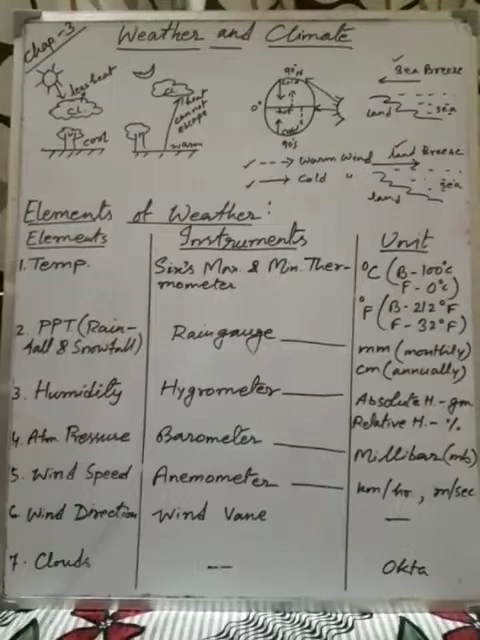 Chap-3
Weather and Climate
less heat
cool
heat
cannot
escape
warm
90°N
0°
90°S
Sea Breeze
land
sea
Land Breeze
sea
land
Warm Wind
Cold "
Elements of Weather:
Elements Instruments Unit
1. Temp. Six's Max. & Min. Ther-
mometer
°C (B-100°C
F-0°C)
°F (B-212°F
F-32°F)
2. PPT (Rain-
fall & Snowfall)
Raingauge
mm (monthly)
cm (annually)
3. Humidity Hygrometer
Absolute H.- gm
Relative H.- %
4. Atm Pressure Barometer Millibar (mb)
5. Wind Speed Anemometer km/hr, m/sec
6. Wind Direction Wind Vane —
7. Clouds -- Okta